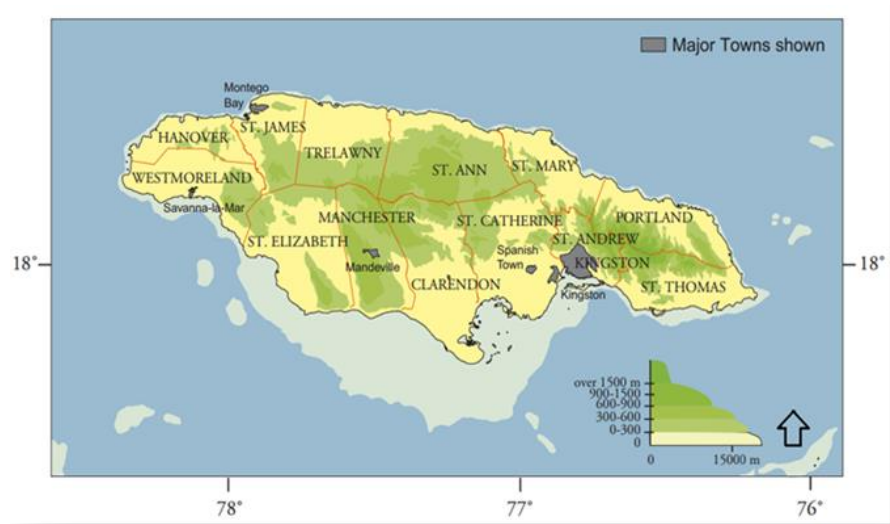 Major Towns shown
Montego
Bay
ST. JAMES
HANOVER
TRELAWNY
ST. ANN
ST. MARY
WESTMORELAND
Savanna-la-Mar
MANCHESTER
ST. CATHERINE
PORTLAND
ST. ELIZABETH
ST. ANDREW
Spanish
Town
18°
Mandeville
KINGSTON
18°
CLARENDON
ST. THOMAS
Kingston
over 1500 m
900-1500
600-900
300-600
0-300
0
0
15000 m
78°
77°
76°